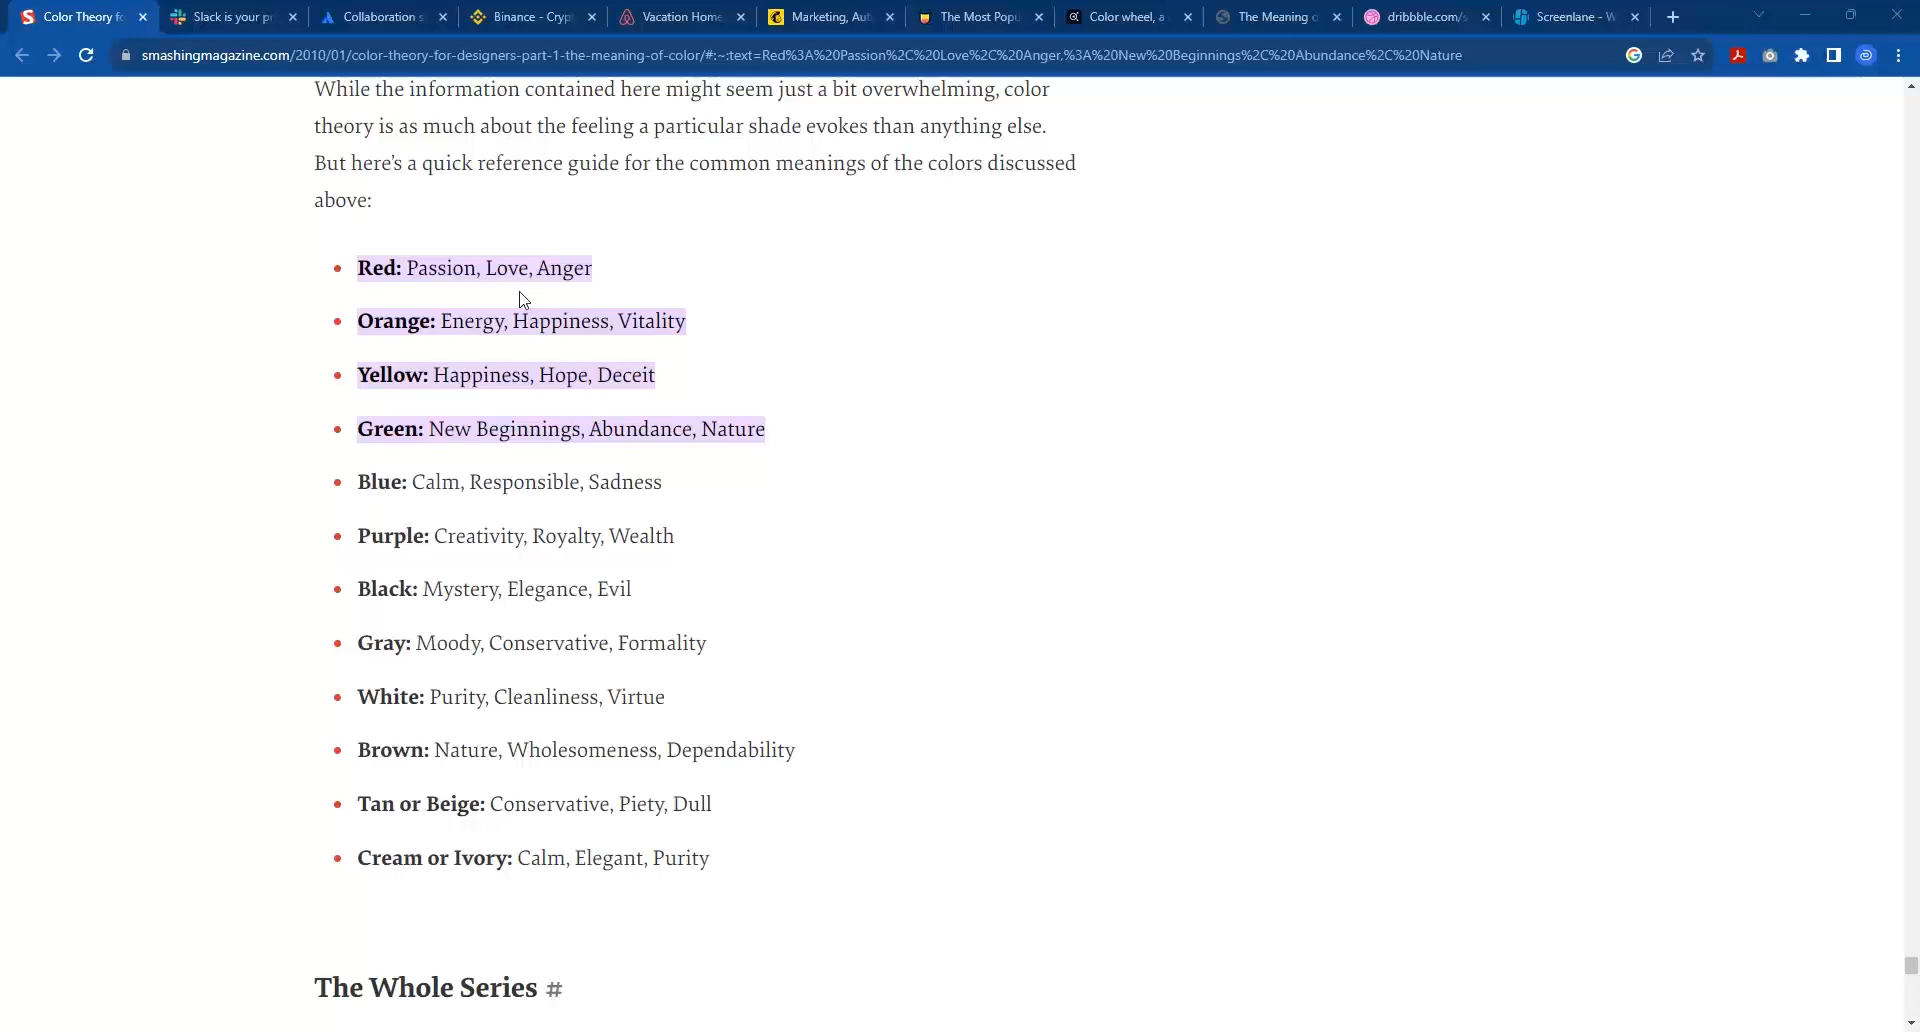 Color Theory fo
Slack is your pr
Collaboration s
Binance - Cryp
Vacation Home
Marketing, Aut
The Most Popu
Color wheel, a
The Meaning o
dribbble.com/s
Screenlane - W
smashingmagazine.com/2010/01/color-theory-for-designers-part-1-the-meaning-of-color/#:~:text=Red%3A%20Passion%2C%20Love%2C%20Anger,%3A%20New%20Beginnings%2C%20Abundance%2C%20Nature
While the information contained here might seem just a bit overwhelming, color
theory is as much about the feeling a particular shade evokes than anything else.
But here’s a quick reference guide for the common meanings of the colors discussed
above:
• Red: Passion, Love, Anger
• Orange: Energy, Happiness, Vitality
• Yellow: Happiness, Hope, Deceit
• Green: New Beginnings, Abundance, Nature
• Blue: Calm, Responsible, Sadness
• Purple: Creativity, Royalty, Wealth
• Black: Mystery, Elegance, Evil
• Gray: Moody, Conservative, Formality
• White: Purity, Cleanliness, Virtue
• Brown: Nature, Wholesomeness, Dependability
• Tan or Beige: Conservative, Piety, Dull
• Cream or Ivory: Calm, Elegant, Purity
The Whole Series #